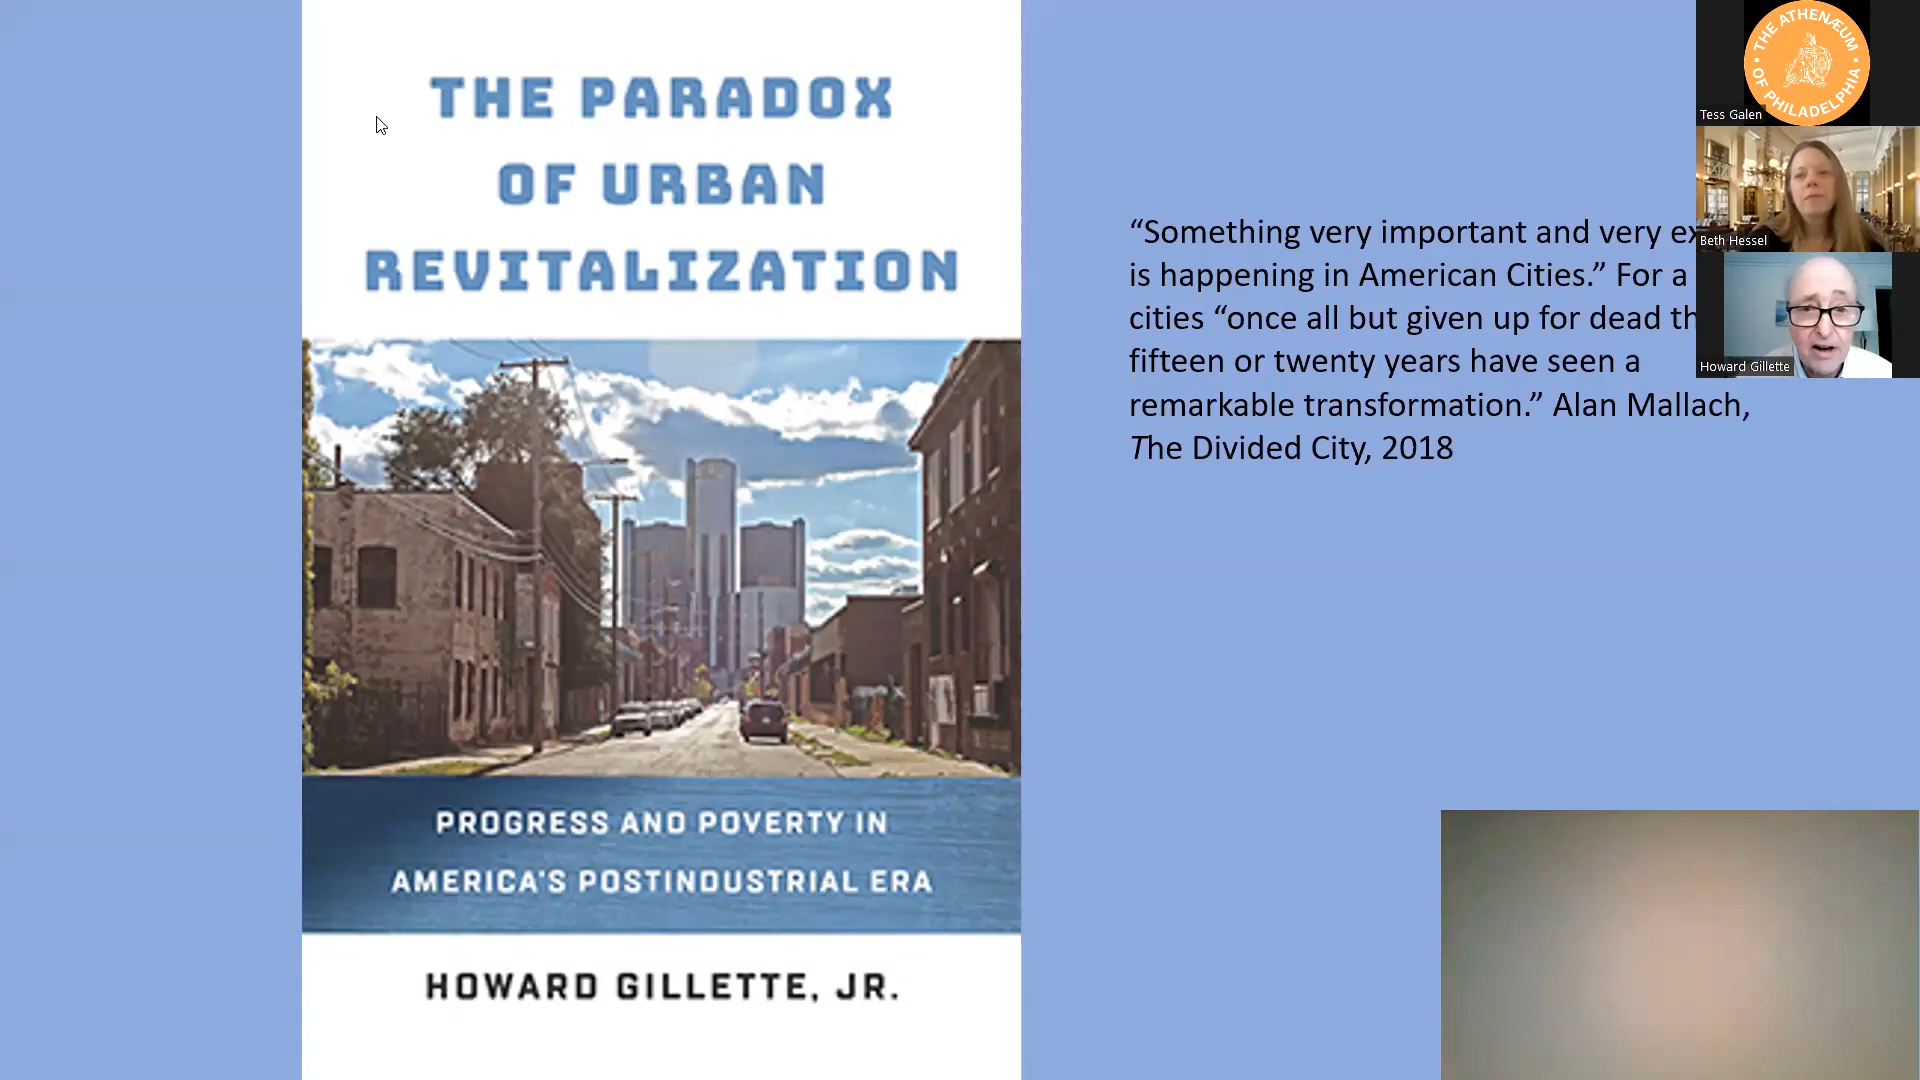 THE PARADOX
OF URBAN
REVITALIZATION
PROGRESS AND POVERTY IN
AMERICA'S POSTINDUSTRIAL ERA
HOWARD GILLETTE, JR.
“Something very important and very ex
is happening in American Cities.” For a
cities “once all but given up for dead th
fifteen or twenty years have seen a
remarkable transformation.” Alan Mallach,
The Divided City, 2018
THE ATHENÆUM
OF PHILADELPHIA
Tess Galen
Beth Hessel
Howard Gillette